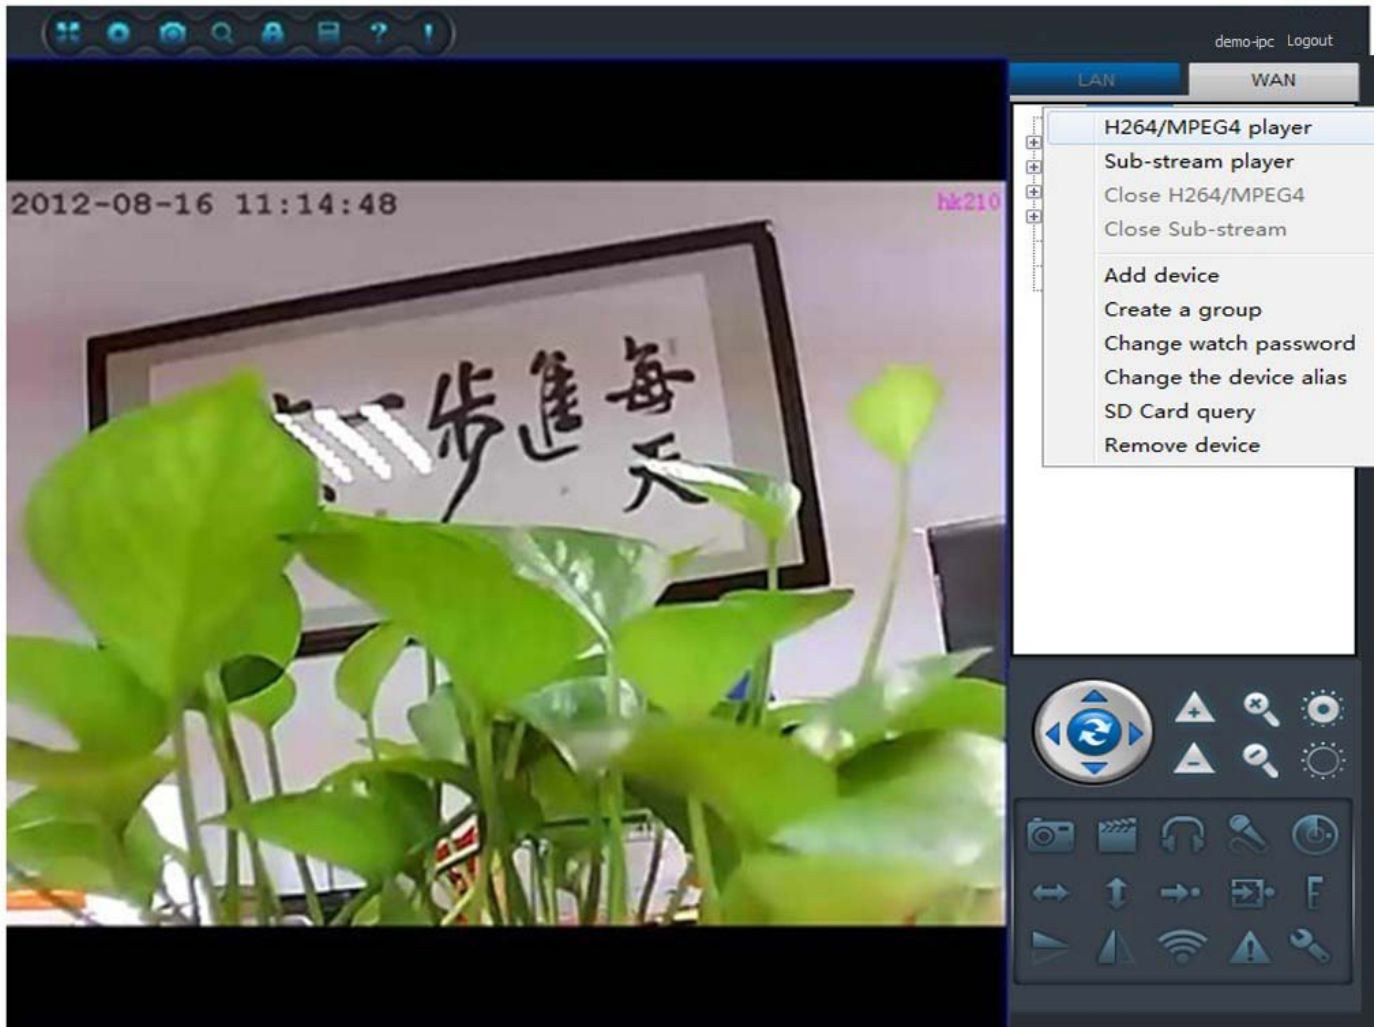 demo-ipc Logout
LAN WAN
2012-08-16 11:14:48
hk210
H264/MPEG4 player
Sub-stream player
Close H264/MPEG4
Close Sub-stream
Add device
Create a group
Change watch password
Change the device alias
SD Card query
Remove device
每天
進
步
一
F